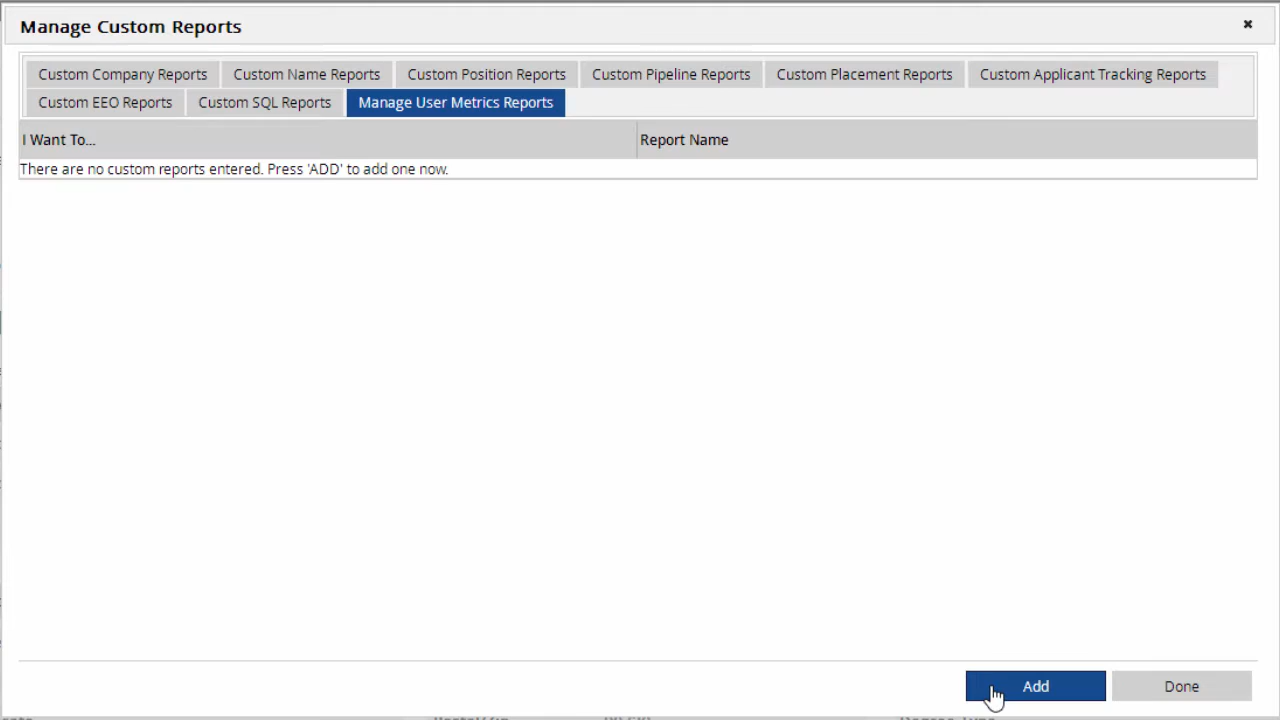 Manage Custom Reports
Custom Company Reports Custom Name Reports Custom Position Reports Custom Pipeline Reports Custom Placement Reports Custom Applicant Tracking Reports
Custom EEO Reports Custom SQL Reports Manage User Metrics Reports
I Want To... Report Name
There are no custom reports entered. Press 'ADD' to add one now.
Add Done